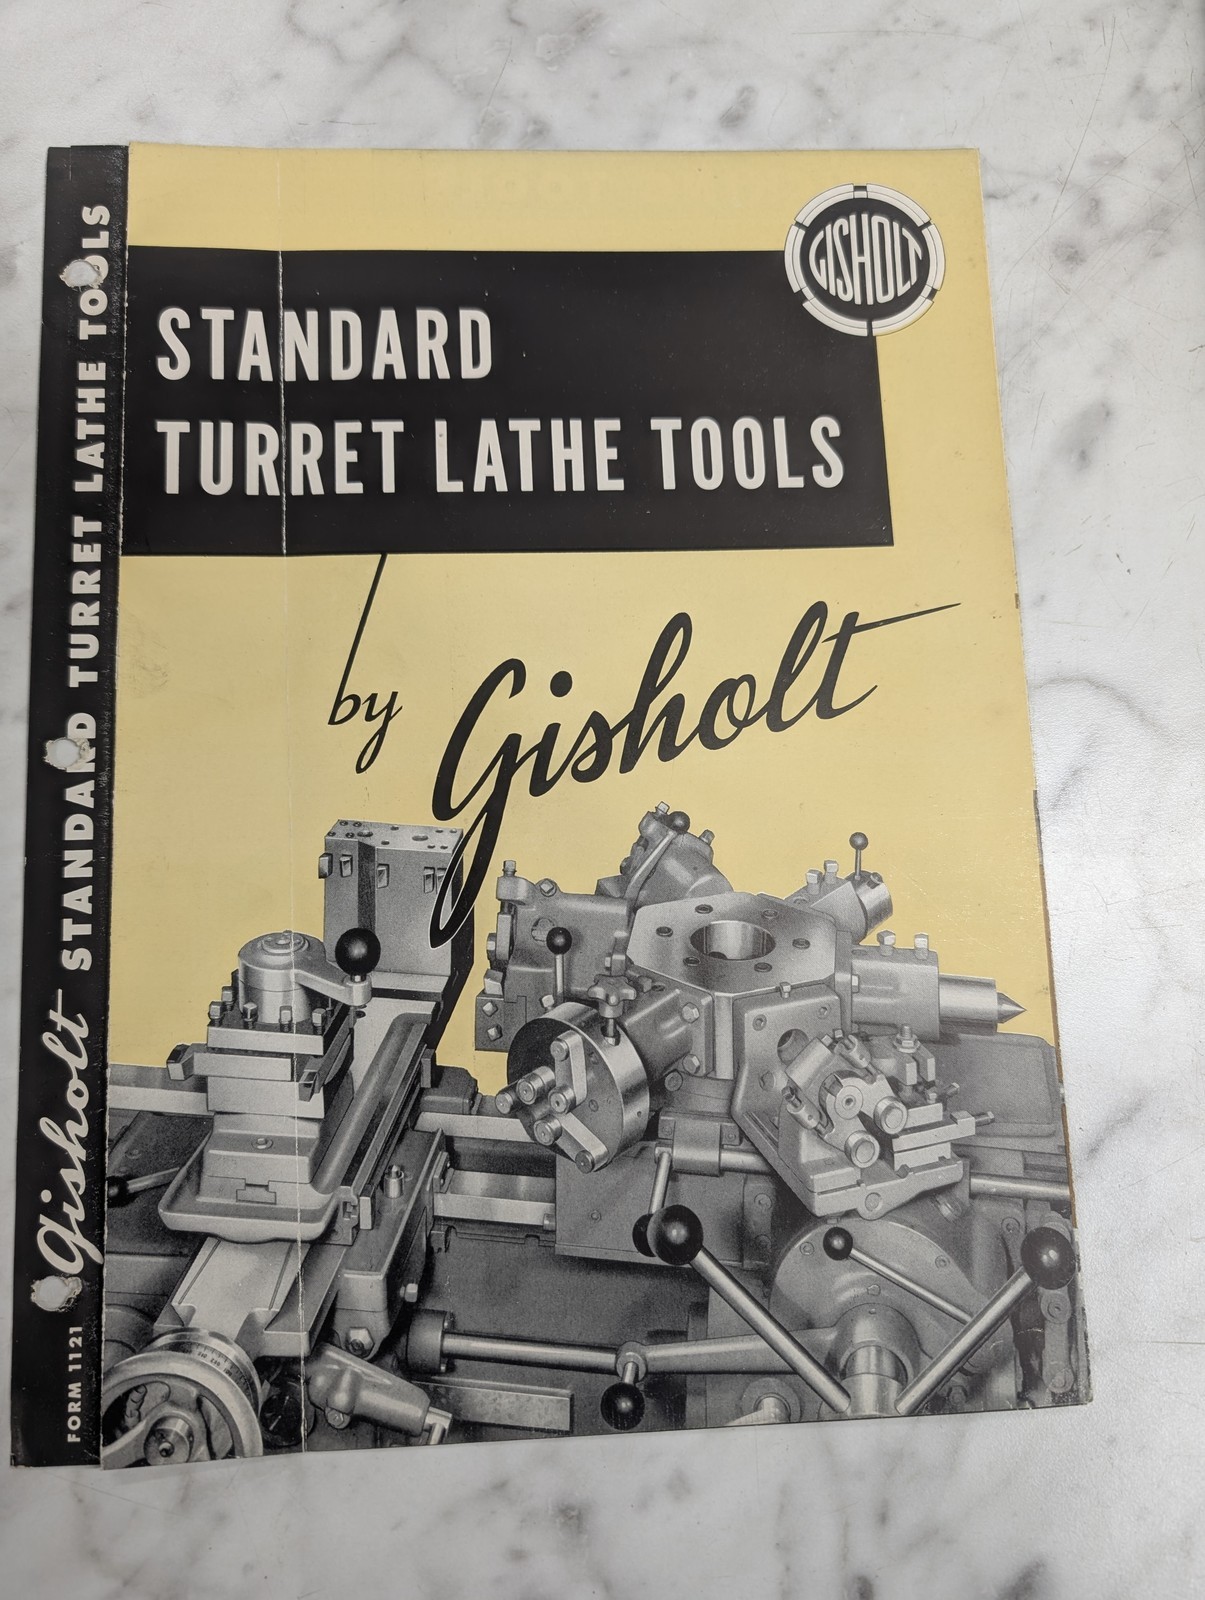 GISHOLT
STANDARD
TURRET LATHE TOOLS
by Gisholt
FORM 1121 Gisholt STANDARD TURRET LATHE TOOLS